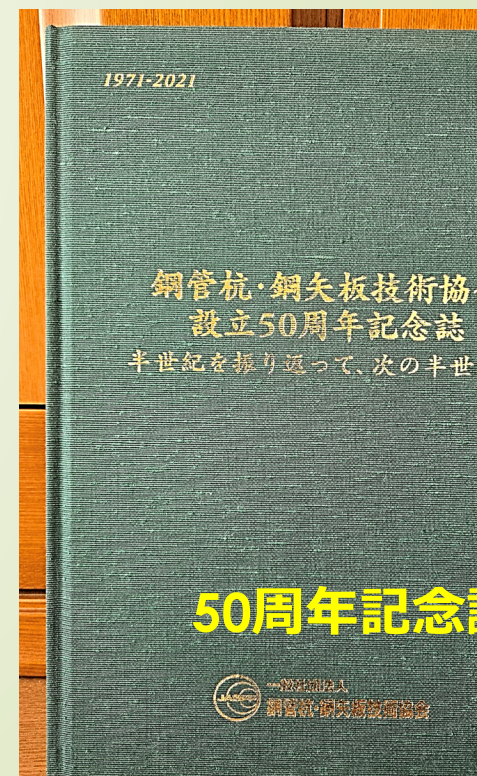 1971-2021
鋼管杭・鋼矢板技術協
設立50周年記念誌
半世紀を振り返って、次の半世
50周年記念
一般社団法人
鋼管杭・鋼矢板技術協会